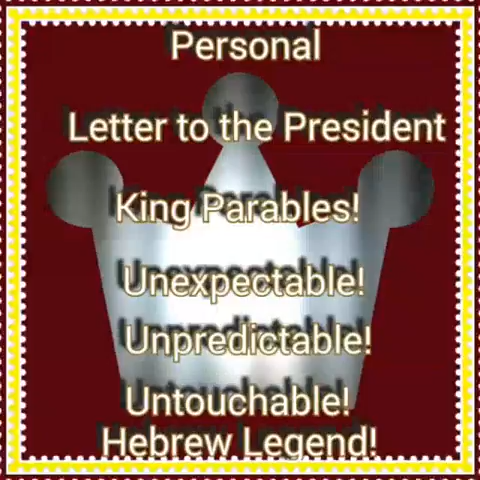 Personal
Letter to the President
King Parables!
Unexpectable!
Unpredictable!
Untouchable!
Hebrew Legend!